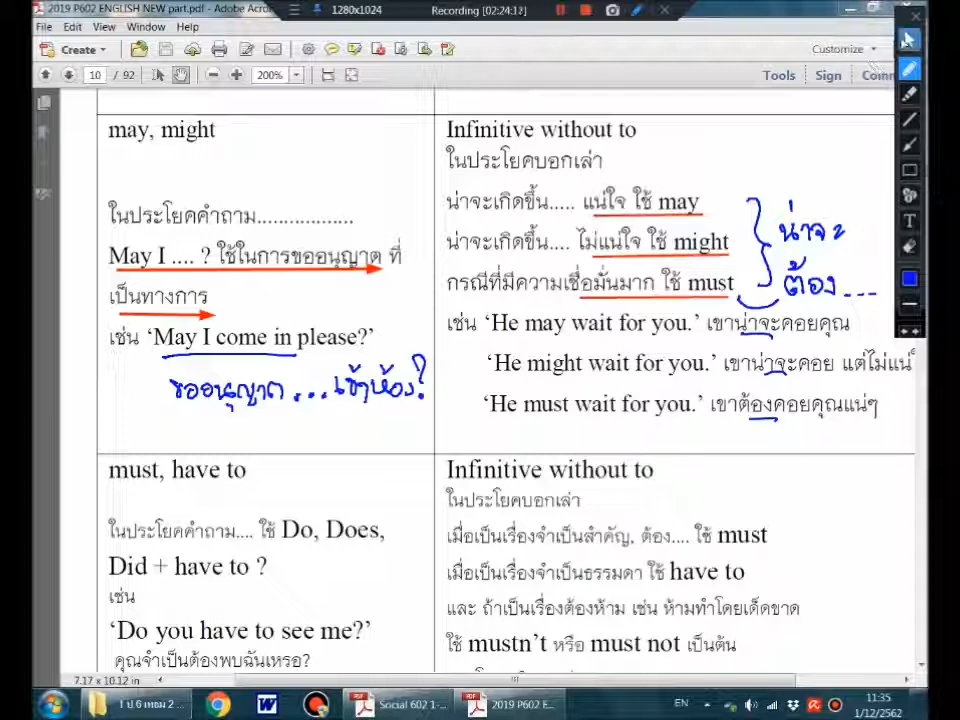 2019 P602 ENGLISH NEW part.pdf - Adobe Acro
1280x1024
Recording [02:24:17]
File Edit View Window Help
Create
Customize
10 / 92
200%
Tools Sign Comm
may, might
ในประโยคคำถาม..................
May I .... ? ใช้ในการขออนุญาต ที่
เป็นทางการ
เช่น ‘May I come in please?’
ขออนุญาต...เข้าห้อง?
Infinitive without to
ในประโยคบอกเล่า
น่าจะเกิดขึ้น..... แน่ใจ ใช้ may
น่าจะเกิดขึ้น.... ไม่แน่ใจ ใช้ might
กรณีที่มีความเชื่อมั่นมาก ใช้ must
น่าจะ
ต้อง...
เช่น ‘He may wait for you.’ เขาน่าจะคอยคุณ
‘He might wait for you.’ เขาน่าจะคอย แต่ไม่แน่
‘He must wait for you.’ เขาต้องคอยคุณแน่ๆ
must, have to
ในประโยคคำถาม.... ใช้ Do, Does,
Did + have to ?
เช่น
‘Do you have to see me?’
คุณจำเป็นต้องพบฉันเหรอ?
Infinitive without to
ในประโยคบอกเล่า
เมื่อเป็นเรื่องจำเป็นสำคัญ, ต้อง.... ใช้ must
เมื่อเป็นเรื่องจำเป็นธรรมดา ใช้ have to
และ ถ้าเป็นเรื่องต้องห้าม เช่น ห้ามทำโดยเด็ดขาด
ใช้ mustn’t หรือ must not เป็นต้น
7.17 x 10.12 in
1 ป 6 เทอม 2 ...
Social 602 1-...
2019 P602 E...
EN
11:35
1/12/2562